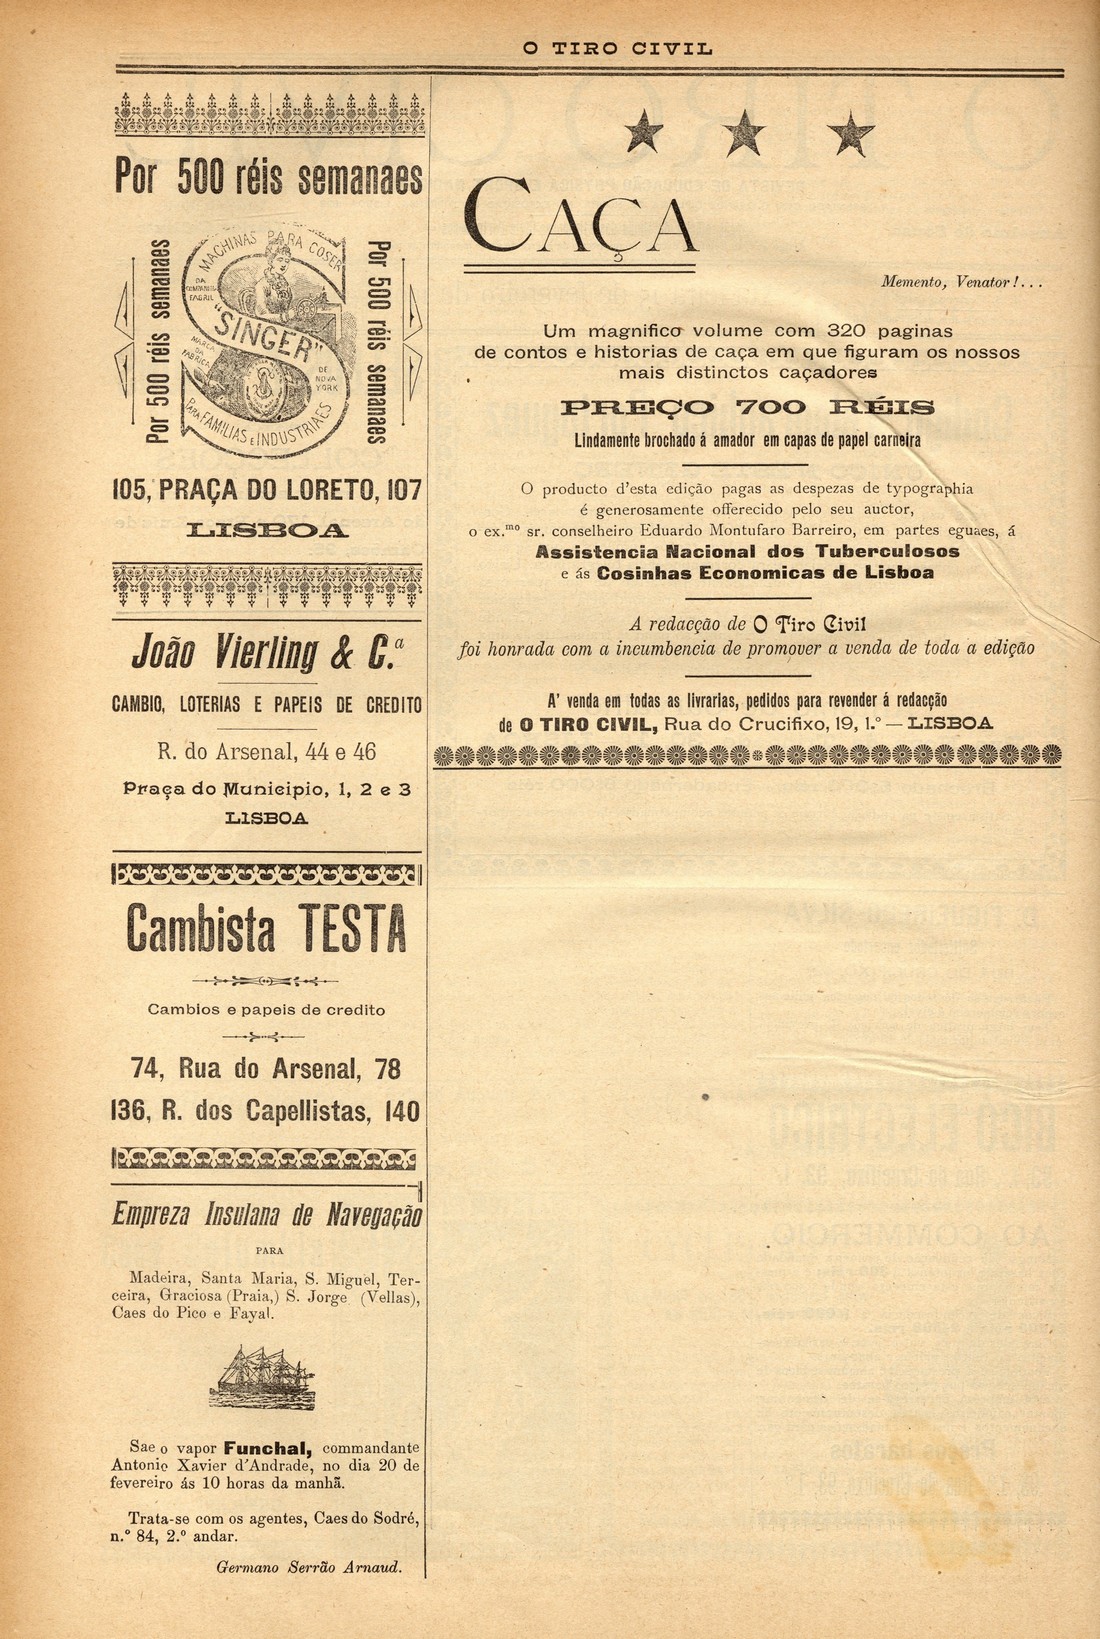 O TIRO CIVIL
Por 500 réis semanaes
Por 500 réis semanaes
MACHINAS PARA COSER
DA
COMPANHIA
FABRIL
"SINGER"
MARCA
DA
FABRICA
DE
NOVA
YORK
PARA FAMILIAS E INDUSTRIAES
Por 500 réis semanaes
105, PRAÇA DO LORETO, 107
LISBOA
João Vierling & C.ª
CAMBIO, LOTERIAS E PAPEIS DE CREDITO
R. do Arsenal, 44 e 46
Praça do Municipio, 1, 2 e 3
LISBOA
Cambista TESTA
Cambios e papeis de credito
74, Rua do Arsenal, 78
136, R. dos Capellistas, 140
Empreza Insulana de Navegação
PARA
Madeira, Santa Maria, S. Miguel, Ter-
ceira, Graciosa (Praia,) S. Jorge (Vellas),
Caes do Pico e Fayal.
Sae o vapor Funchal, commandante
Antonio Xavier d'Andrade, no dia 20 de
fevereiro ás 10 horas da manhã.
Trata-se com os agentes, Caes do Sodré,
n.º 84, 2.º andar.
Germano Serrão Arnaud.
CAÇA
Memento, Venator!...
Um magnifico volume com 320 paginas
de contos e historias de caça em que figuram os nossos
mais distinctos caçadores
PREÇO 700 RÉIS
Lindamente brochado á amador em capas de papel carneira
O producto d'esta edição pagas as despezas de typographia
é generosamente offerecido pelo seu auctor,
o ex.mo sr. conselheiro Eduardo Montufaro Barreiro, em partes eguaes, á
Assistencia Nacional dos Tuberculosos
e ás Cosinhas Economicas de Lisboa
A redacção de O Tiro Civil
foi honrada com a incumbencia de promover a venda de toda a edição
A' venda em todas as livrarias, pedidos para revender á redacção
de O TIRO CIVIL, Rua do Crucifixo, 19, 1.º — LISBOA